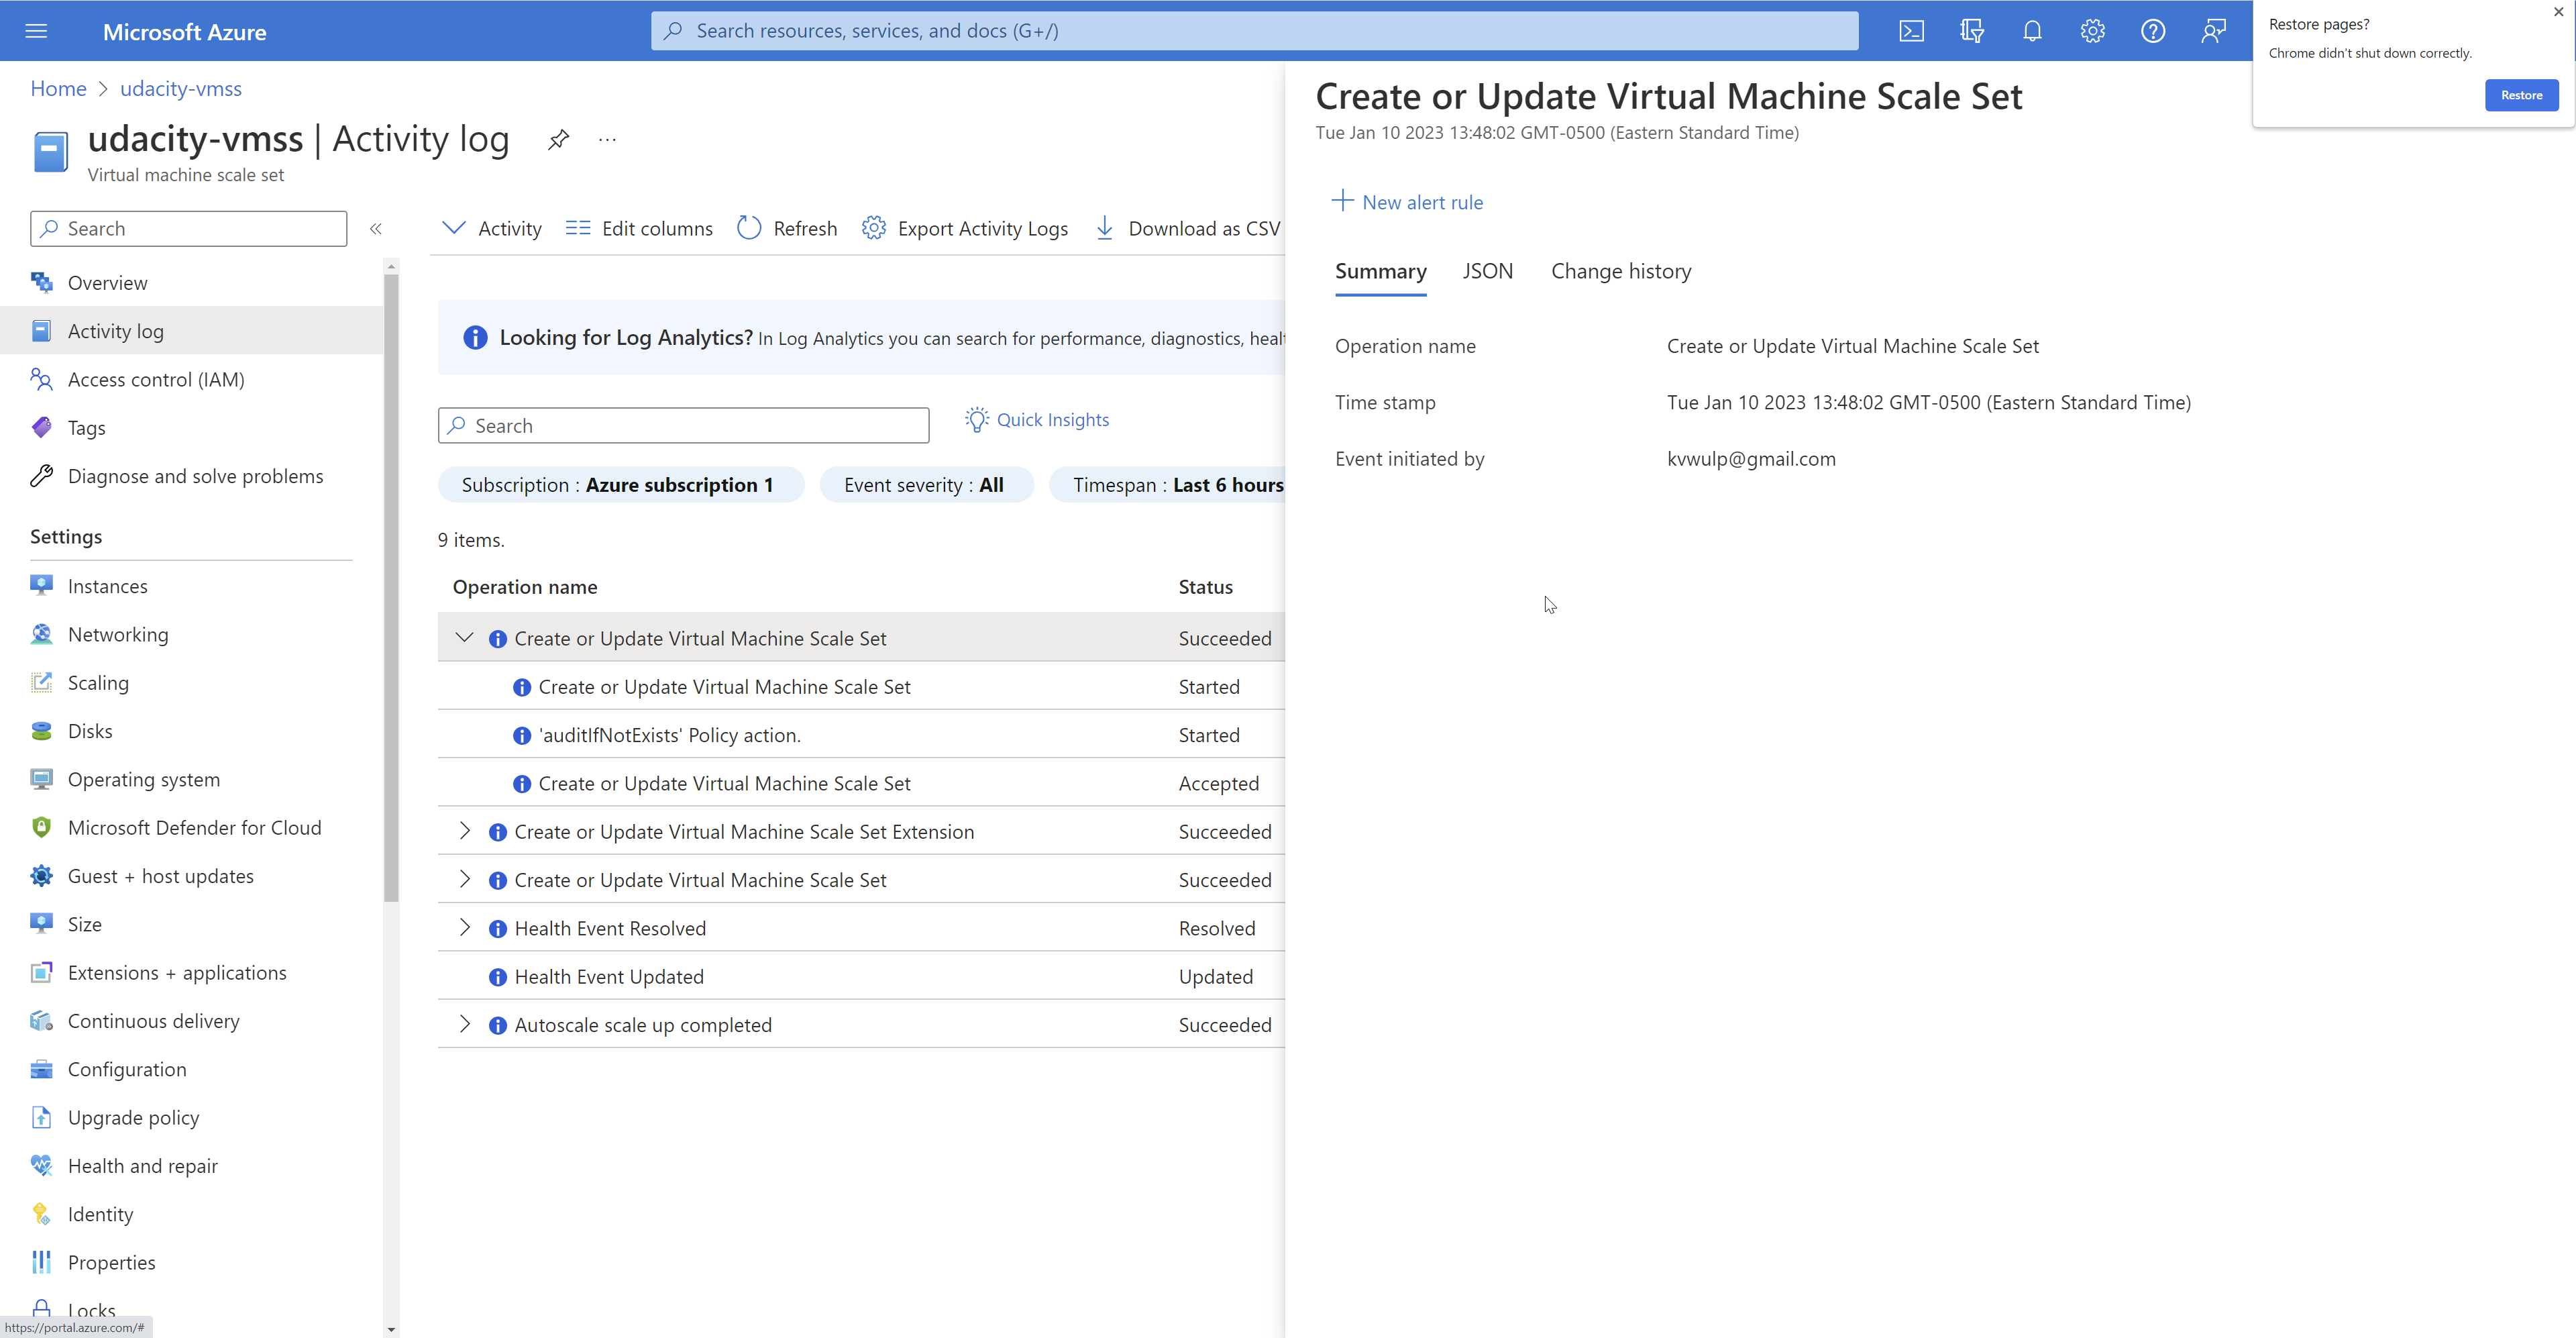 Microsoft Azure
Search resources, services, and docs (G+/)
Restore pages?
Chrome didn't shut down correctly.
Restore
Home > udacity-vmss
udacity-vmss | Activity log
Virtual machine scale set
Search
Overview
Activity log
Access control (IAM)
Tags
Diagnose and solve problems
Settings
Instances
Networking
Scaling
Disks
Operating system
Microsoft Defender for Cloud
Guest + host updates
Size
Extensions + applications
Continuous delivery
Configuration
Upgrade policy
Health and repair
Identity
Properties
Locks
https://portal.azure.com/#
Activity Edit columns Refresh Export Activity Logs Download as CSV
Looking for Log Analytics? In Log Analytics you can search for performance, diagnostics,
Search
Quick Insights
Subscription : Azure subscription 1 Event severity : All Timespan : Last 6 hours
9 items.
Operation name Status
Create or Update Virtual Machine Scale Set Succeeded
Create or Update Virtual Machine Scale Set Started
'auditIfNotExists' Policy action. Started
Create or Update Virtual Machine Scale Set Accepted
Create or Update Virtual Machine Scale Set Extension Succeeded
Create or Update Virtual Machine Scale Set Succeeded
Health Event Resolved Resolved
Health Event Updated Updated
Autoscale scale up completed Succeeded
Create or Update Virtual Machine Scale Set
Tue Jan 10 2023 13:48:02 GMT-0500 (Eastern Standard Time)
New alert rule
Summary JSON Change history
Operation name Create or Update Virtual Machine Scale Set
Time stamp Tue Jan 10 2023 13:48:02 GMT-0500 (Eastern Standard Time)
Event initiated by kvwulp@gmail.com